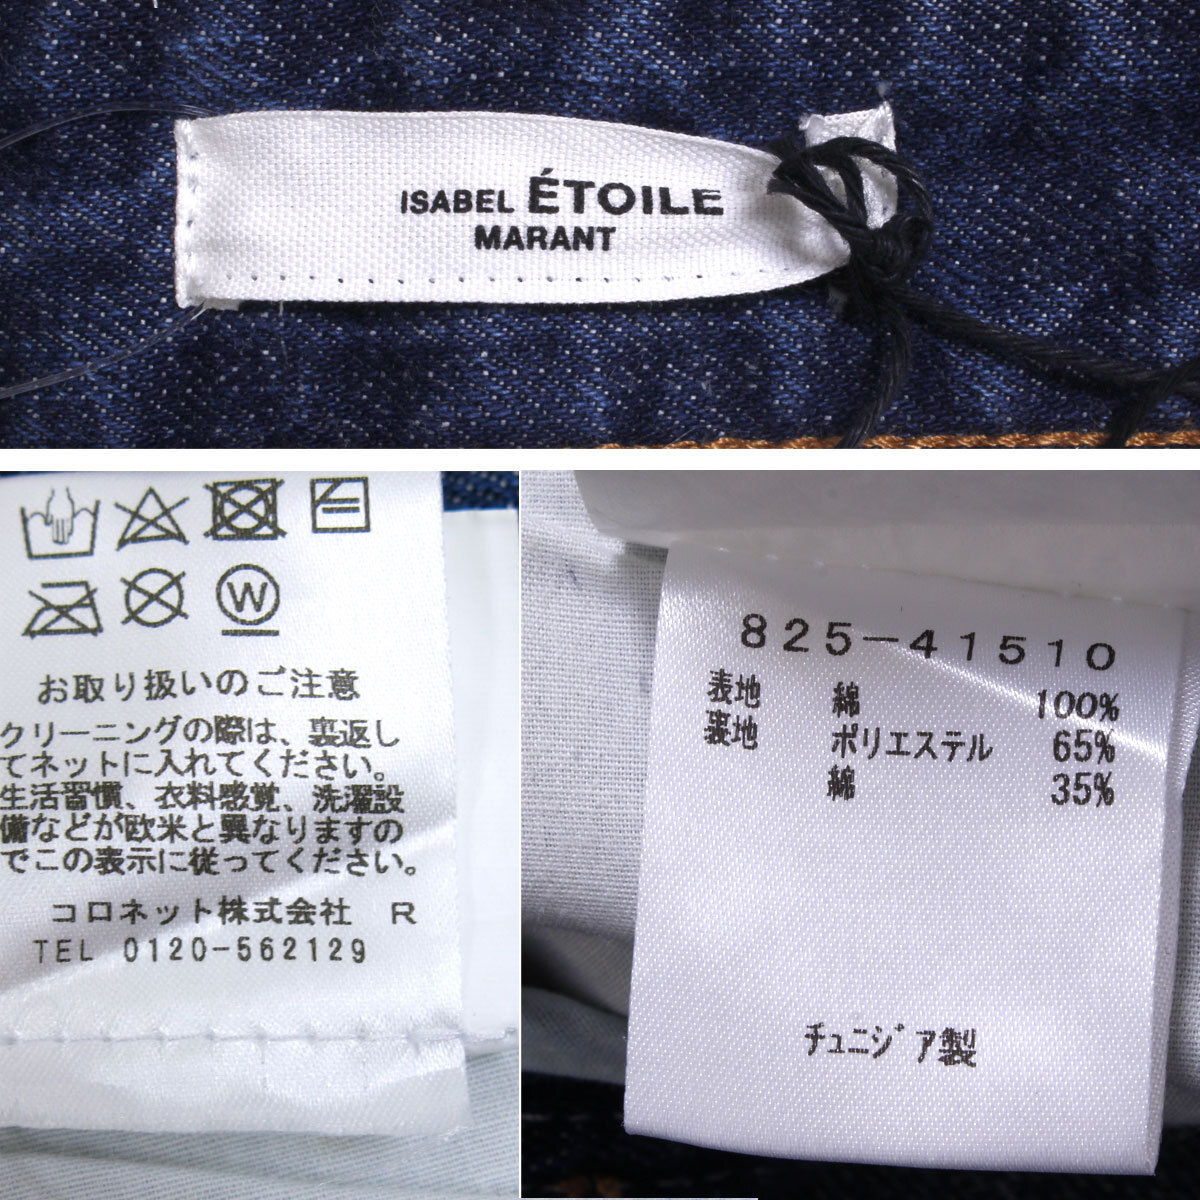 ISABEL ÉTOILE
MARANT
W
お取り扱いのご注意
クリーニングの際は、裏返し
てネットに入れてください。
生活習慣、衣料感覚、洗濯設
備などが欧米と異なりますの
でこの表示に従ってください。
コロネット株式会社 R
TEL 0120-562129
825-41510
表地 綿 100%
裏地 ポリエステル 65%
綿 35%
チュニジア製